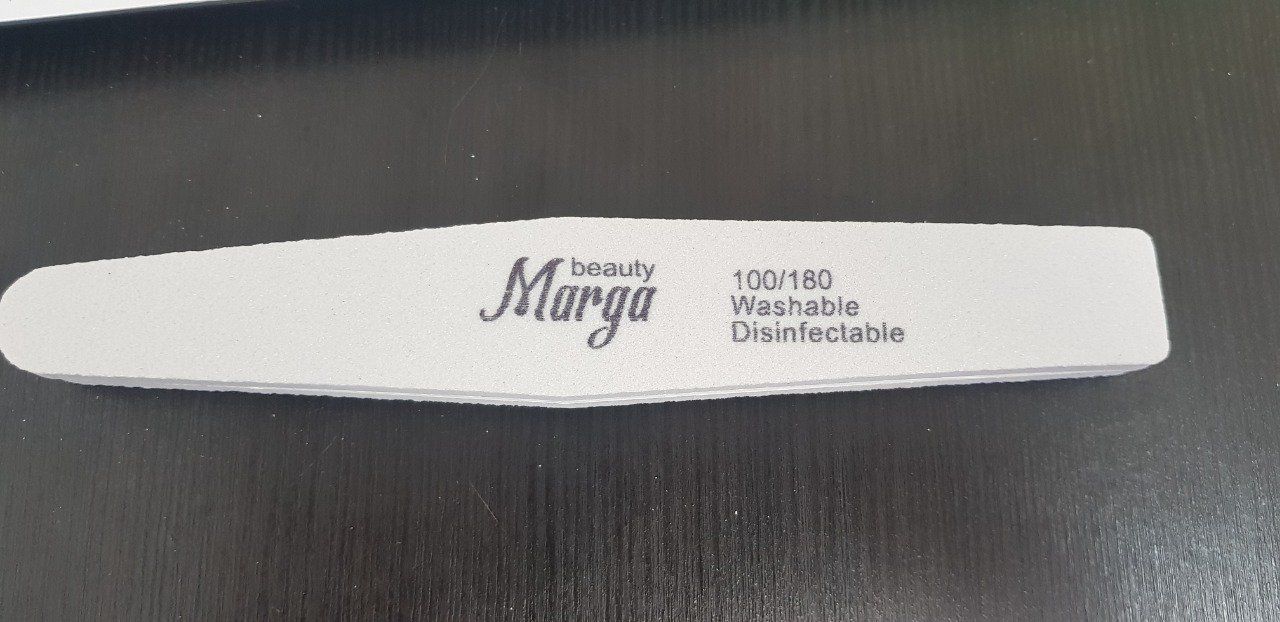 beauty
Marga
100/180
Washable
Disinfectable